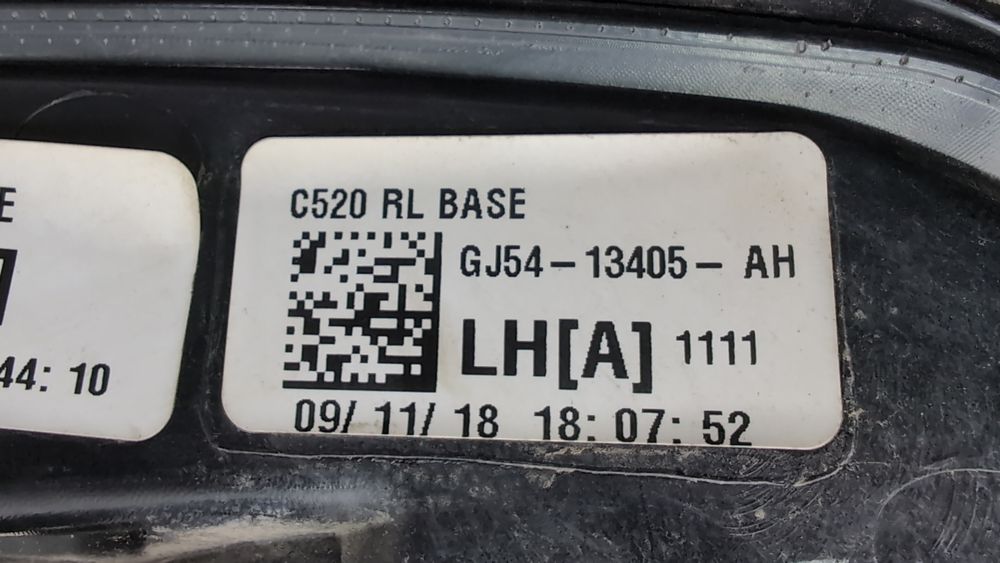 E
44: 10
C520 RL BASE
GJ54-13405- AH
LH[A] 1111
09/ 11/ 18 18: 07: 52